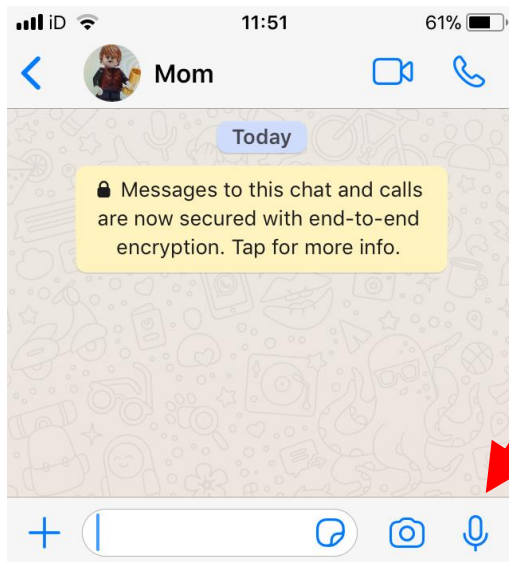 iD 11:51 61%
Mom
Today
Messages to this chat and calls
are now secured with end-to-end
encryption. Tap for more info.